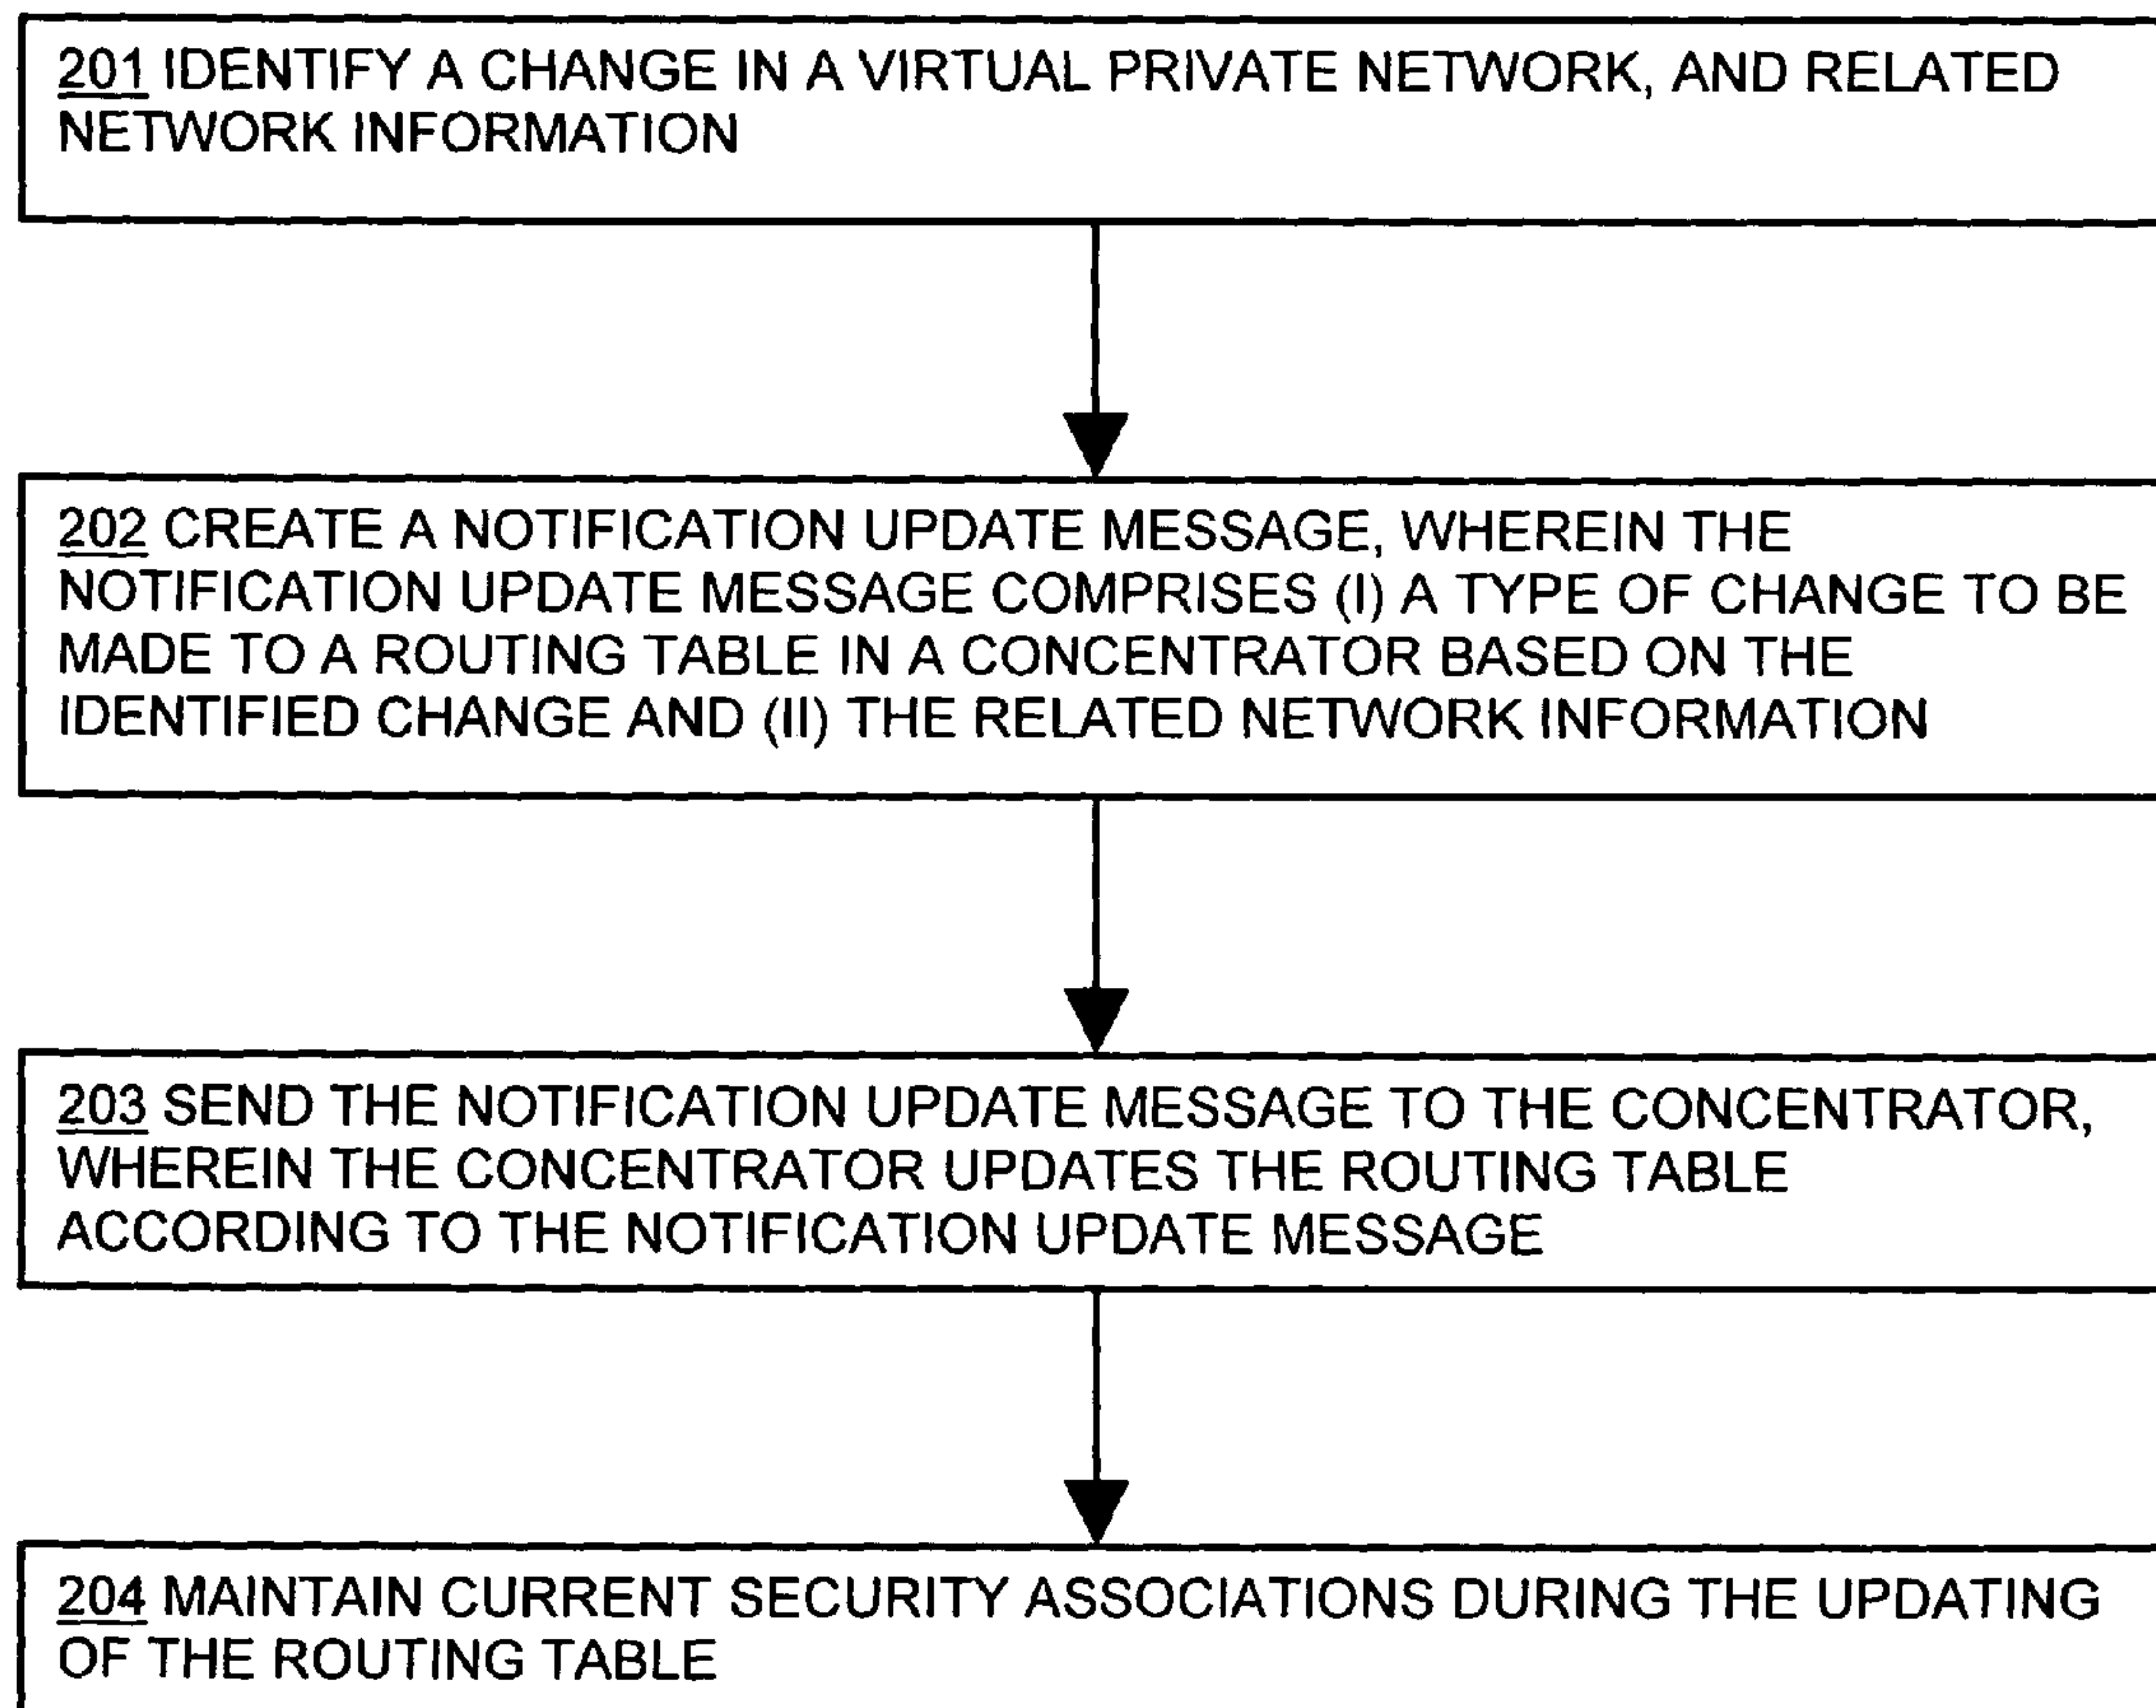 201 IDENTIFY A CHANGE IN A VIRTUAL PRIVATE NETWORK, AND RELATED
NETWORK INFORMATION
202 CREATE A NOTIFICATION UPDATE MESSAGE, WHEREIN THE
NOTIFICATION UPDATE MESSAGE COMPRISES (I) A TYPE OF CHANGE TO BE
MADE TO A ROUTING TABLE IN A CONCENTRATOR BASED ON THE
IDENTIFIED CHANGE AND (II) THE RELATED NETWORK INFORMATION
203 SEND THE NOTIFICATION UPDATE MESSAGE TO THE CONCENTRATOR,
WHEREIN THE CONCENTRATOR UPDATES THE ROUTING TABLE
ACCORDING TO THE NOTIFICATION UPDATE MESSAGE
204 MAINTAIN CURRENT SECURITY ASSOCIATIONS DURING THE UPDATING
OF THE ROUTING TABLE